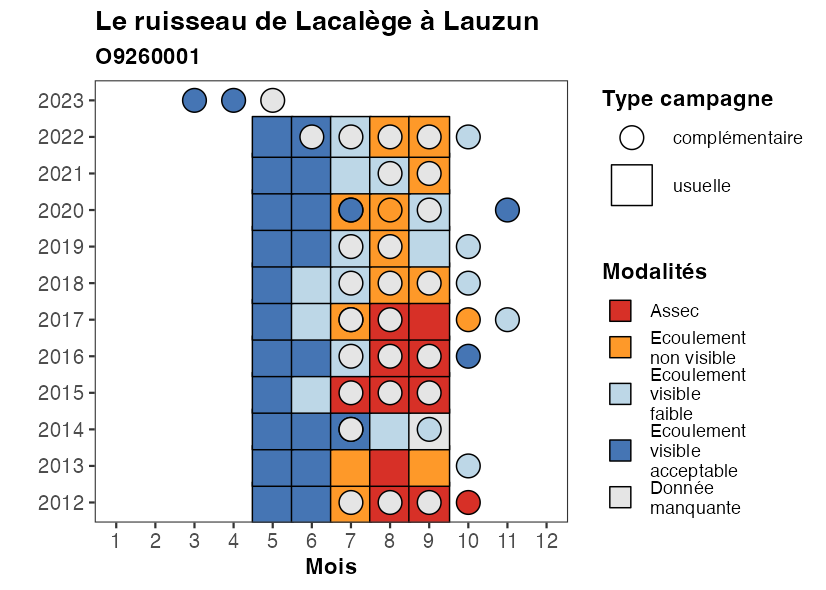 Le ruisseau de Lacalège à Lauzun
O9260001
2023
2022
2021
2020
2019
2018
2017
2016
2015
2014
2013
2012
1 2 3 4 5 6 7 8 9 10 11 12
Mois
Type campagne
complémentaire
usuelle
Modalités
Assec
Ecoulement
non visible
Ecoulement
visible
faible
Ecoulement
visible
acceptable
Donnée
manquante